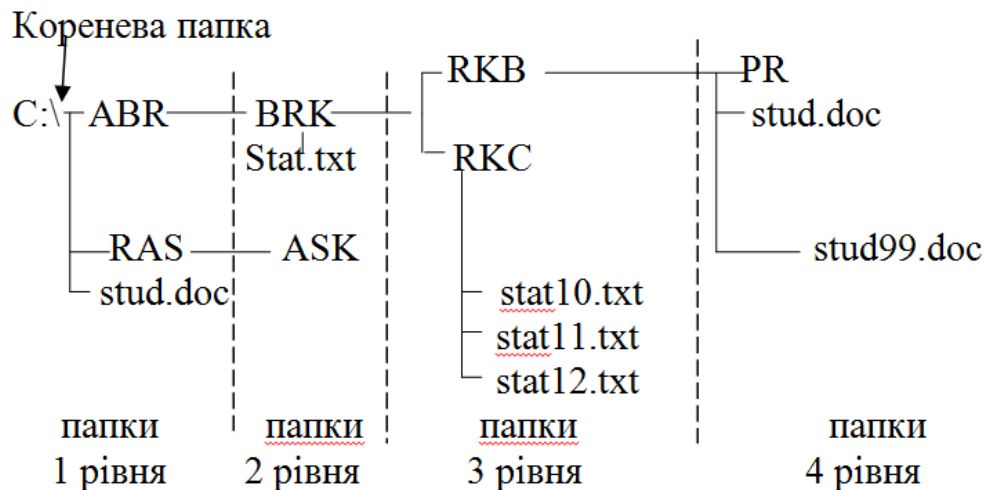 Коренева папка
RKB PR
C:\ ABR BRK stud.doc
Stat.txt RKC
RAS ASK stud99.doc
stud.doc stat10.txt
stat11.txt
stat12.txt
папки папки папки папки
1 рівня 2 рівня 3 рівня 4 рівня